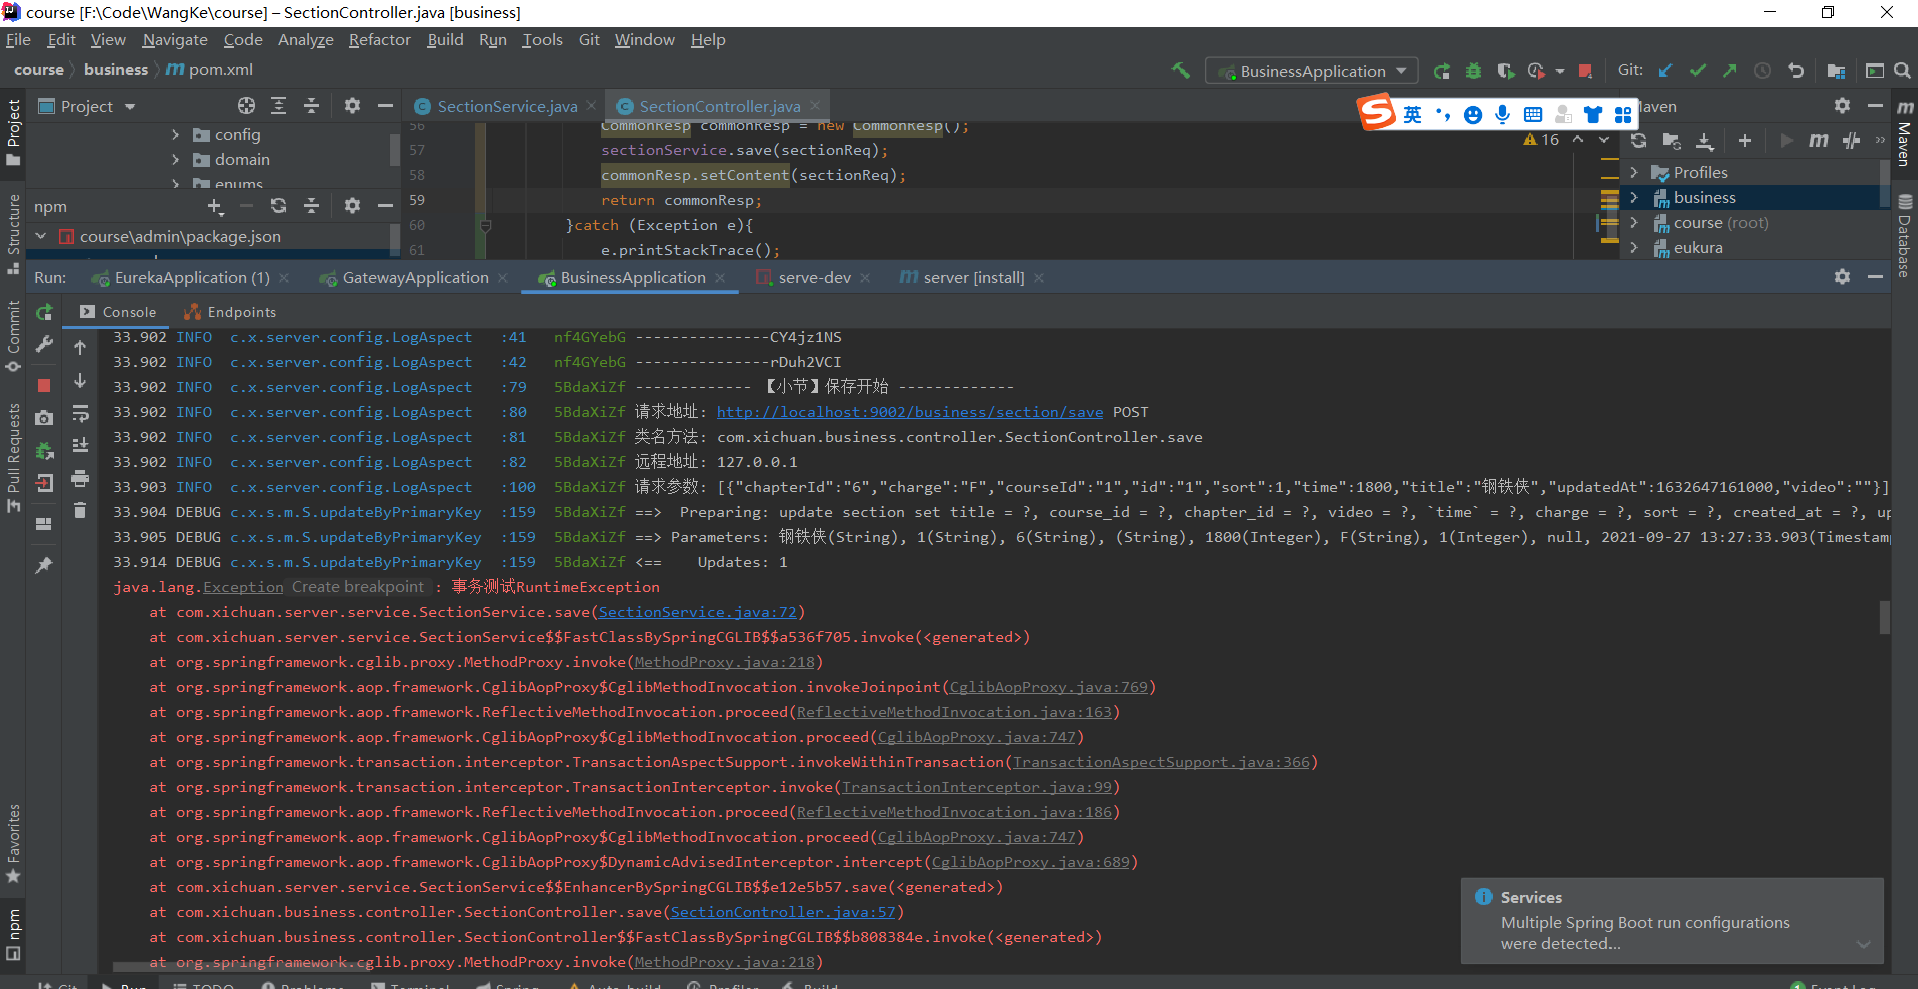 course [F:\Code\WangKe\course] – SectionController.java [business]
File Edit View Navigate Code Analyze Refactor Build Run Tools Git Window Help
course business m pom.xml
BusinessApplication
Git:
Project
SectionService.java
SectionController.java
英
Maven
config
domain
enums
npm
course\admin\package.json
56 CommonResp commonResp = new CommonResp();
57 sectionService.save(sectionReq);
58 commonResp.setContent(sectionReq);
59 return commonResp;
60 }catch (Exception e){
61 e.printStackTrace();
16
Profiles
business
course (root)
eukura
Project
Structure
Commit
Pull Requests
Favorites
npm
Maven
Database
Run: EurekaApplication (1) GatewayApplication BusinessApplication serve-dev server [install]
Console Endpoints
33.902 INFO c.x.server.config.LogAspect :41 nf4GYebG ---------------CY4jz1NS
33.902 INFO c.x.server.config.LogAspect :42 nf4GYebG ---------------rDuh2VCI
33.902 INFO c.x.server.config.LogAspect :79 5BdaXiZf ------------- 【小节】保存开始 -------------
33.902 INFO c.x.server.config.LogAspect :80 5BdaXiZf 请求地址: http://localhost:9002/business/section/save POST
33.902 INFO c.x.server.config.LogAspect :81 5BdaXiZf 类名方法: com.xichuan.business.controller.SectionController.save
33.902 INFO c.x.server.config.LogAspect :82 5BdaXiZf 远程地址: 127.0.0.1
33.903 INFO c.x.server.config.LogAspect :100 5BdaXiZf 请求参数: [{"chapterId":"6","charge":"F","courseId":"1","id":"1","sort":1,"time":1800,"title":"钢铁侠","updatedAt":1632647161000,"video":""}]
33.904 DEBUG c.x.s.m.S.updateByPrimaryKey :159 5BdaXiZf ==> Preparing: update section set title = ?, course_id = ?, chapter_id = ?, video = ?, `time` = ?, charge = ?, sort = ?, created_at = ?, up
33.905 DEBUG c.x.s.m.S.updateByPrimaryKey :159 5BdaXiZf ==> Parameters: 钢铁侠(String), 1(String), 6(String), (String), 1800(Integer), F(String), 1(Integer), null, 2021-09-27 13:27:33.903(Timestam
33.914 DEBUG c.x.s.m.S.updateByPrimaryKey :159 5BdaXiZf <== Updates: 1
java.lang.Exception Create breakpoint : 事务测试RuntimeException
at com.xichuan.server.service.SectionService.save(SectionService.java:72)
at com.xichuan.server.service.SectionService$$FastClassBySpringCGLIB$$a536f705.invoke(<generated>)
at org.springframework.cglib.proxy.MethodProxy.invoke(MethodProxy.java:218)
at org.springframework.aop.framework.CglibAopProxy$CglibMethodInvocation.invokeJoinpoint(CglibAopProxy.java:769)
at org.springframework.aop.framework.ReflectiveMethodInvocation.proceed(ReflectiveMethodInvocation.java:163)
at org.springframework.aop.framework.CglibAopProxy$CglibMethodInvocation.proceed(CglibAopProxy.java:747)
at org.springframework.transaction.interceptor.TransactionAspectSupport.invokeWithinTransaction(TransactionAspectSupport.java:366)
at org.springframework.transaction.interceptor.TransactionInterceptor.invoke(TransactionInterceptor.java:99)
at org.springframework.aop.framework.ReflectiveMethodInvocation.proceed(ReflectiveMethodInvocation.java:186)
at org.springframework.aop.framework.CglibAopProxy$CglibMethodInvocation.proceed(CglibAopProxy.java:747)
at org.springframework.aop.framework.CglibAopProxy$DynamicAdvisedInterceptor.intercept(CglibAopProxy.java:689)
at com.xichuan.server.service.SectionService$$EnhancerBySpringCGLIB$$e12e5b57.save(<generated>)
at com.xichuan.business.controller.SectionController.save(SectionController.java:57)
at com.xichuan.business.controller.SectionController$$FastClassBySpringCGLIB$$b808384e.invoke(<generated>)
at org.springframework.cglib.proxy.MethodProxy.invoke(MethodProxy.java:218)
Services
Multiple Spring Boot run configurations
were detected...
Git Run TODO Problems Terminal Spring Auto-build Profiler Build
Event Log